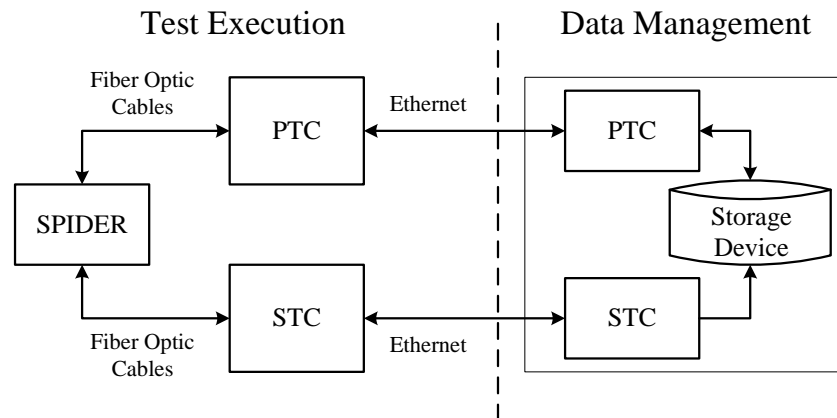 Test Execution
Data Management
Fiber Optic
Cables
PTC
Ethernet
PTC
SPIDER
Storage
Device
STC
Ethernet
STC
Fiber Optic
Cables